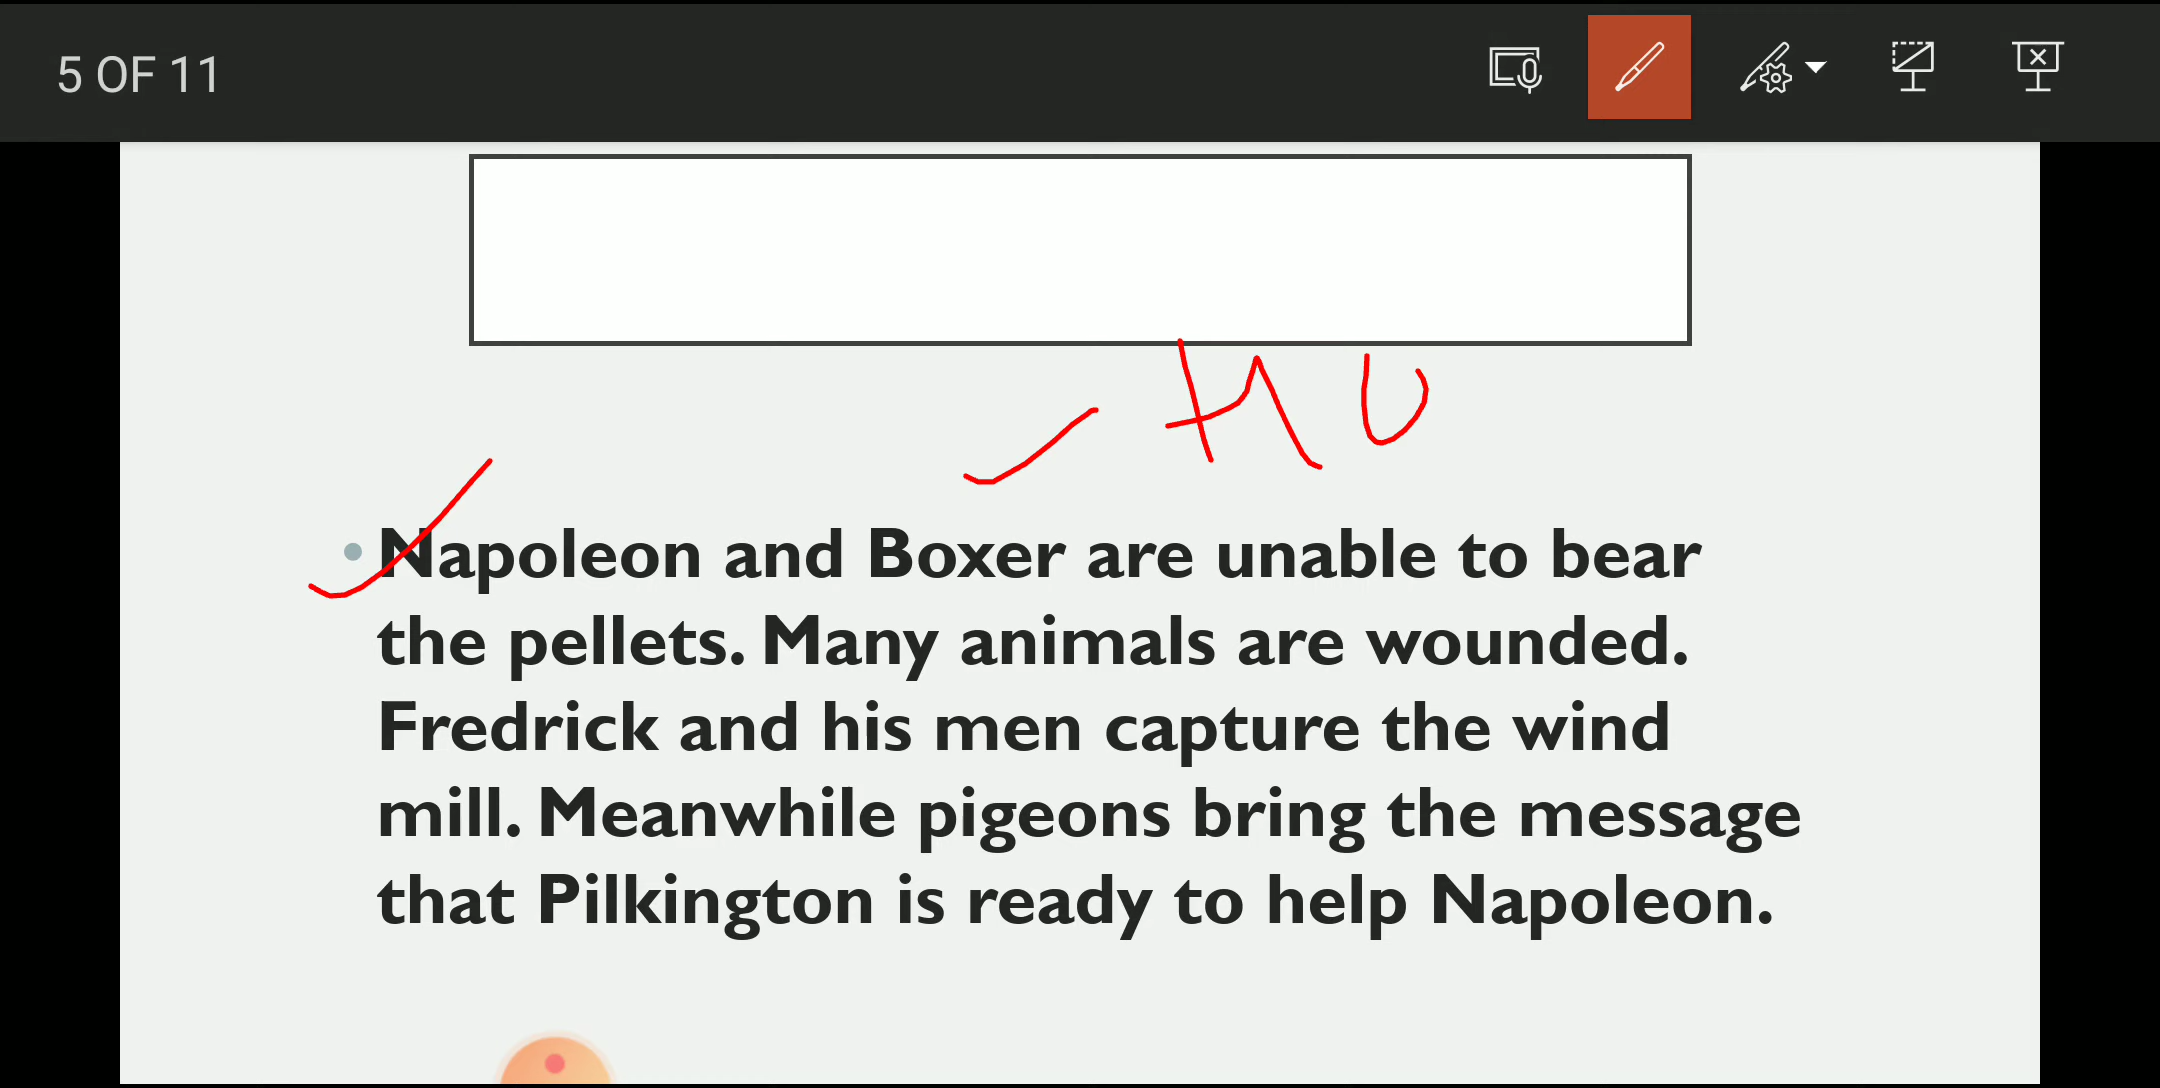 5 OF 11
Napoleon and Boxer are unable to bear
the pellets. Many animals are wounded.
Fredrick and his men capture the wind
mill. Meanwhile pigeons bring the message
that Pilkington is ready to help Napoleon.